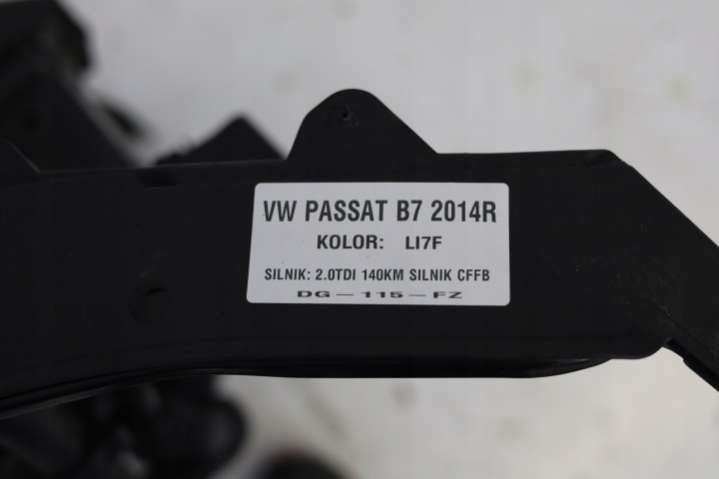 VW PASSAT B7 2014R
KOLOR: LI7F
SILNIK: 2.0TDI 140KM SILNIK CFFB
DG-115-FZ